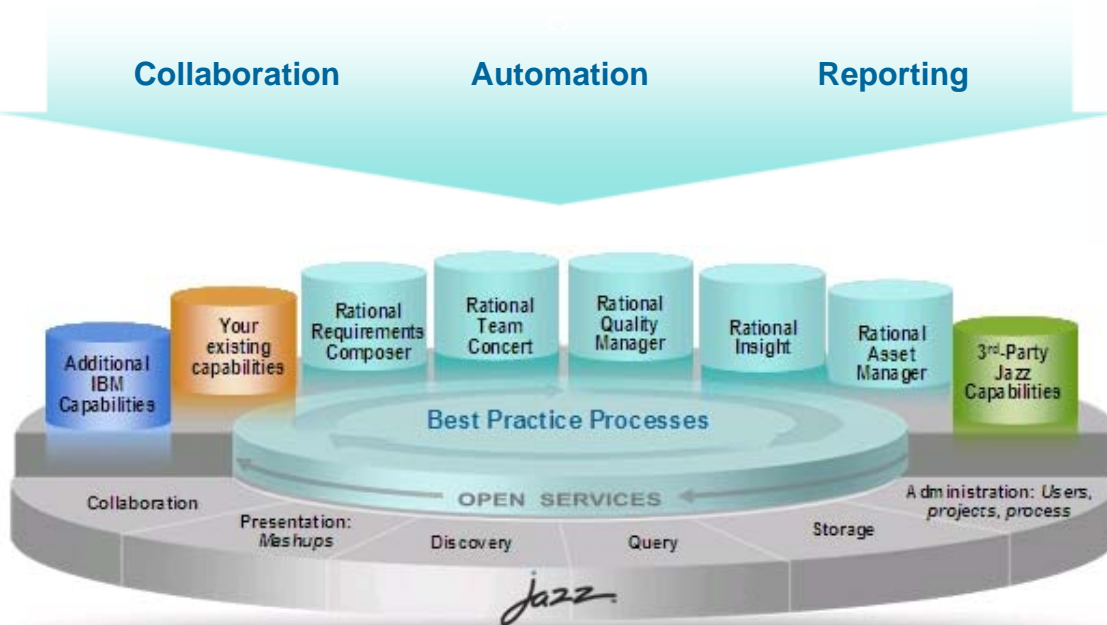 Collaboration
Automation
Reporting
Additional
IBM
Capabilities
Your
existing
capabilities
Rational
Requirements
Composer
Rational
Team
Concert
Rational
Quality
Manager
Rational
Insight
Rational
Asset
Manager
3rd-Party
Jazz
Capabilities
Best Practice Processes
OPEN SERVICES
Collaboration
Presentation:
Mashups
Discovery
Query
Storage
Administration: Users,
projects, process
jazz